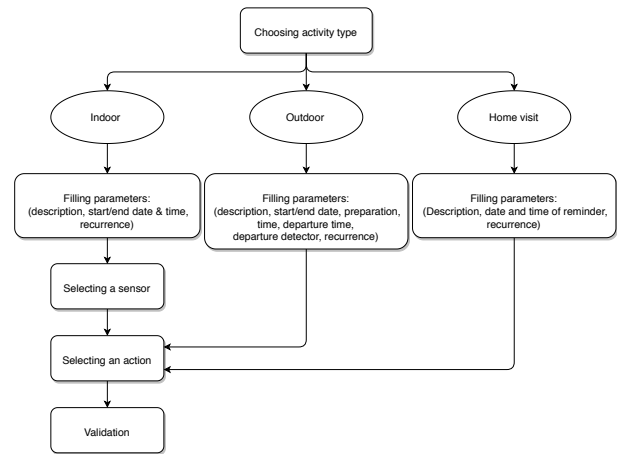 Choosing activity type
Indoor
Outdoor
Home visit
Filling parameters:
(description, start/end date & time,
recurrence)
Filling parameters:
(description, start/end date, preparation,
time, departure time,
departure detector, recurrence)
Filling parameters:
(Description, date and time of reminder,
recurrence)
Selecting a sensor
Selecting an action
Validation